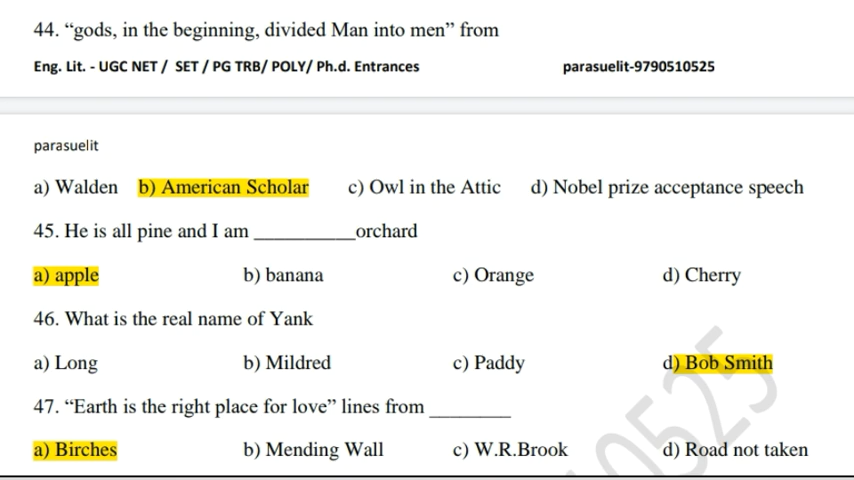 44. “gods, in the beginning, divided Man into men” from
Eng. Lit. - UGC NET / SET / PG TRB/ POLY/ Ph.d. Entrances parasuelit-9790510525
parasuelit
a) Walden b) American Scholar c) Owl in the Attic d) Nobel prize acceptance speech
45. He is all pine and I am __________orchard
a) apple b) banana c) Orange d) Cherry
46. What is the real name of Yank
a) Long b) Mildred c) Paddy d) Bob Smith
47. “Earth is the right place for love” lines from ________
a) Birches b) Mending Wall c) W.R.Brook d) Road not taken
0525